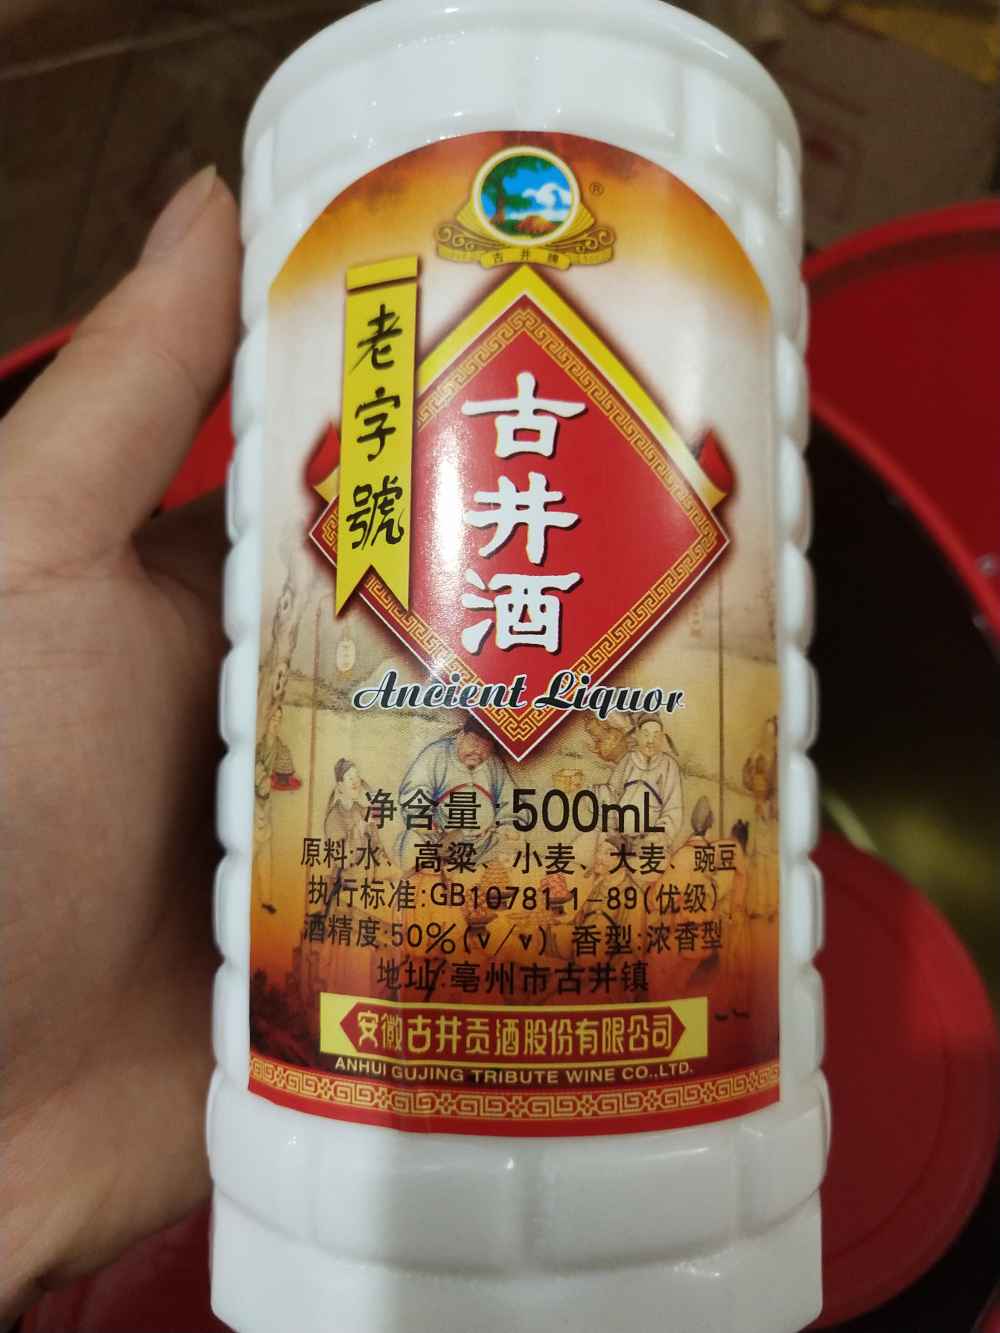 ®
古井牌
老字號
古井酒
Ancient Liquor
净含量:500mL
原料:水、高粱、小麦、大麦、豌豆
执行标准:GB10781.1-89(优级)
酒精度:50%(v/v) 香型:浓香型
地址:亳州市古井镇
安徽古井贡酒股份有限公司
ANHUI GUJING TRIBUTE WINE CO.,LTD.